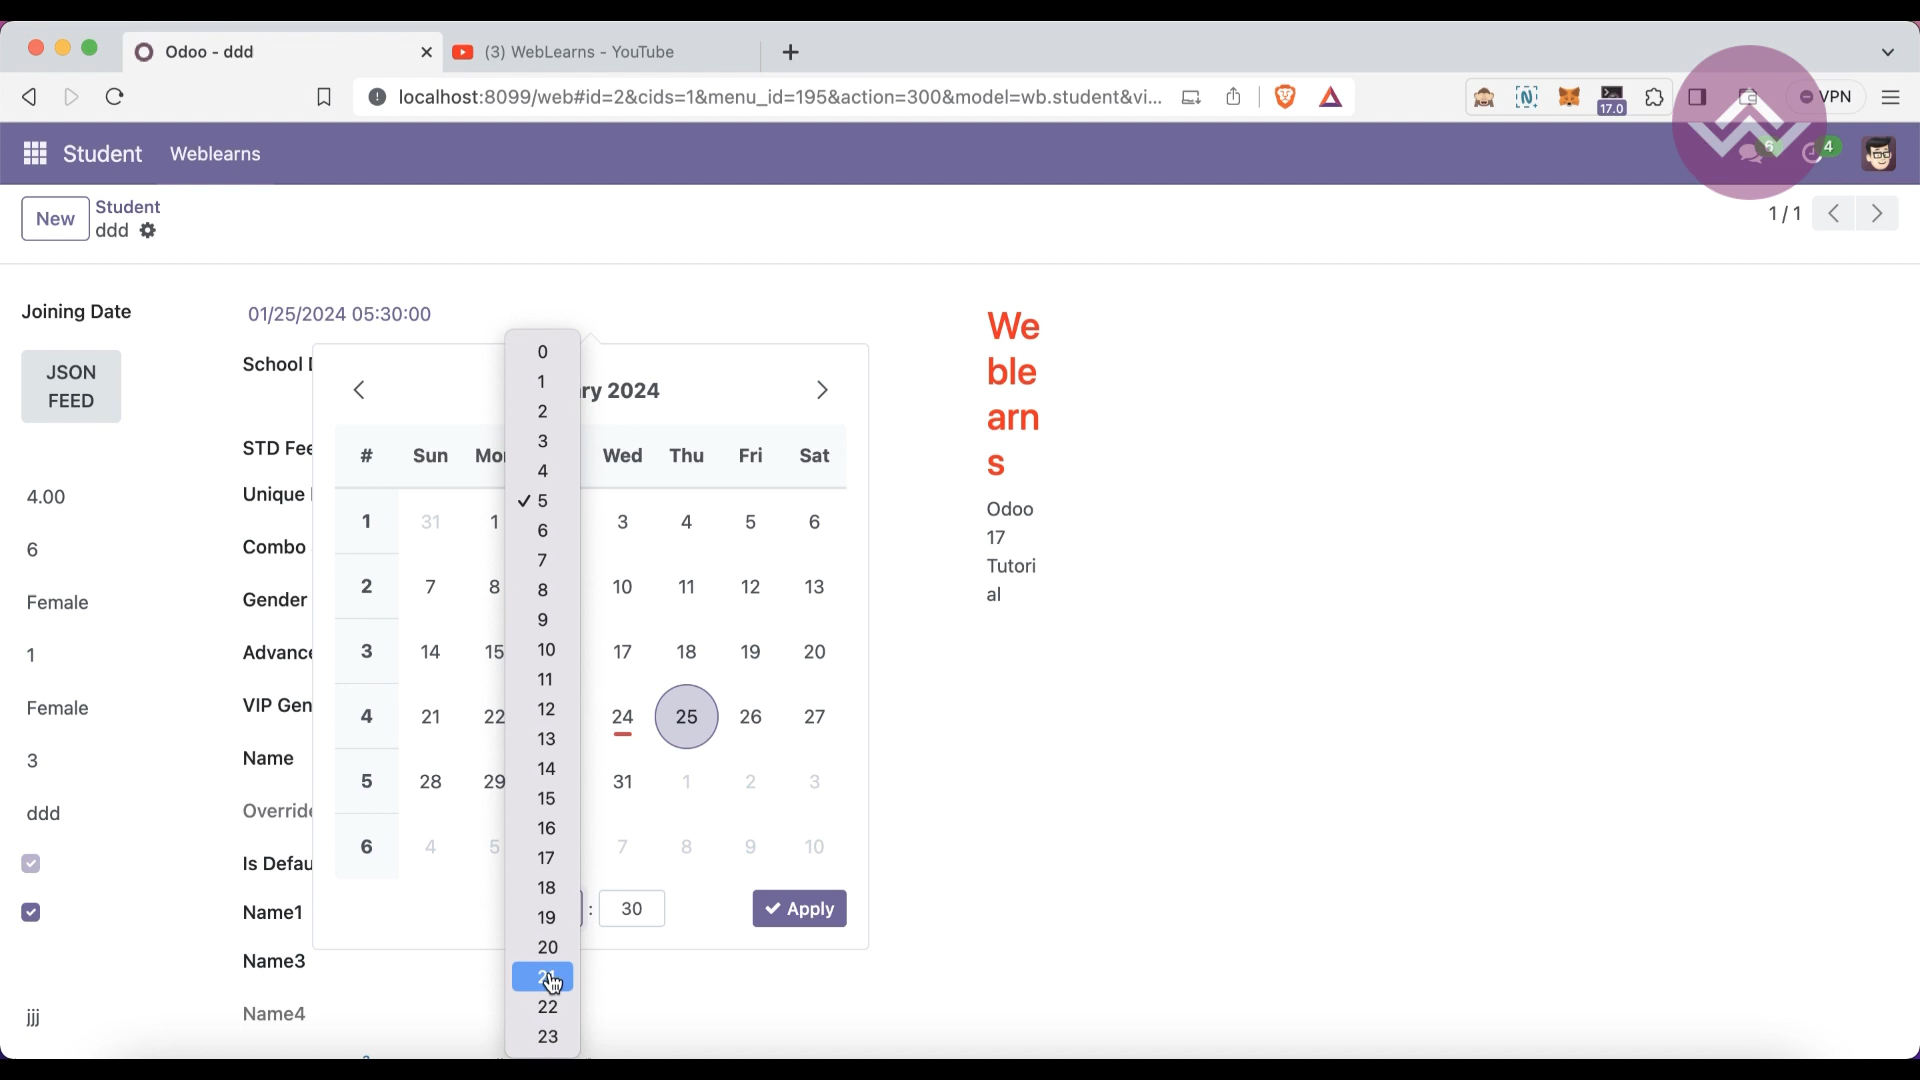 Odoo - ddd
(3) WebLearns - YouTube
localhost:8099/web#id=2&cids=1&menu_id=195&action=300&model=wb.student&vi...
17.0
VPN
Student
Weblearns
6
4
New
Student
ddd
1 / 1
Joining Date
01/25/2024 05:30:00
JSON
FEED
School
STD Fee
4.00
Unique
6
Combo
Female
Gender
1
Female
VIP
3
Name
ddd
Is
Name1
Name3
jjj
Name4
2024
# Sun Wed Thu Fri Sat
1 31 1 3 4 5 6
2 7 8 10 11 12 13
3 14 15 17 18 19 20
4 21 22 24 25 26 27
5 28 29 31 1 2 3
6 4 5 7 8 9 10
: 30
Apply
0
1
2
3
4
5
6
7
8
9
10
11
12
13
14
15
16
17
18
19
20
21
22
23
We
ble
arn
s
Odoo
17
Tutori
al